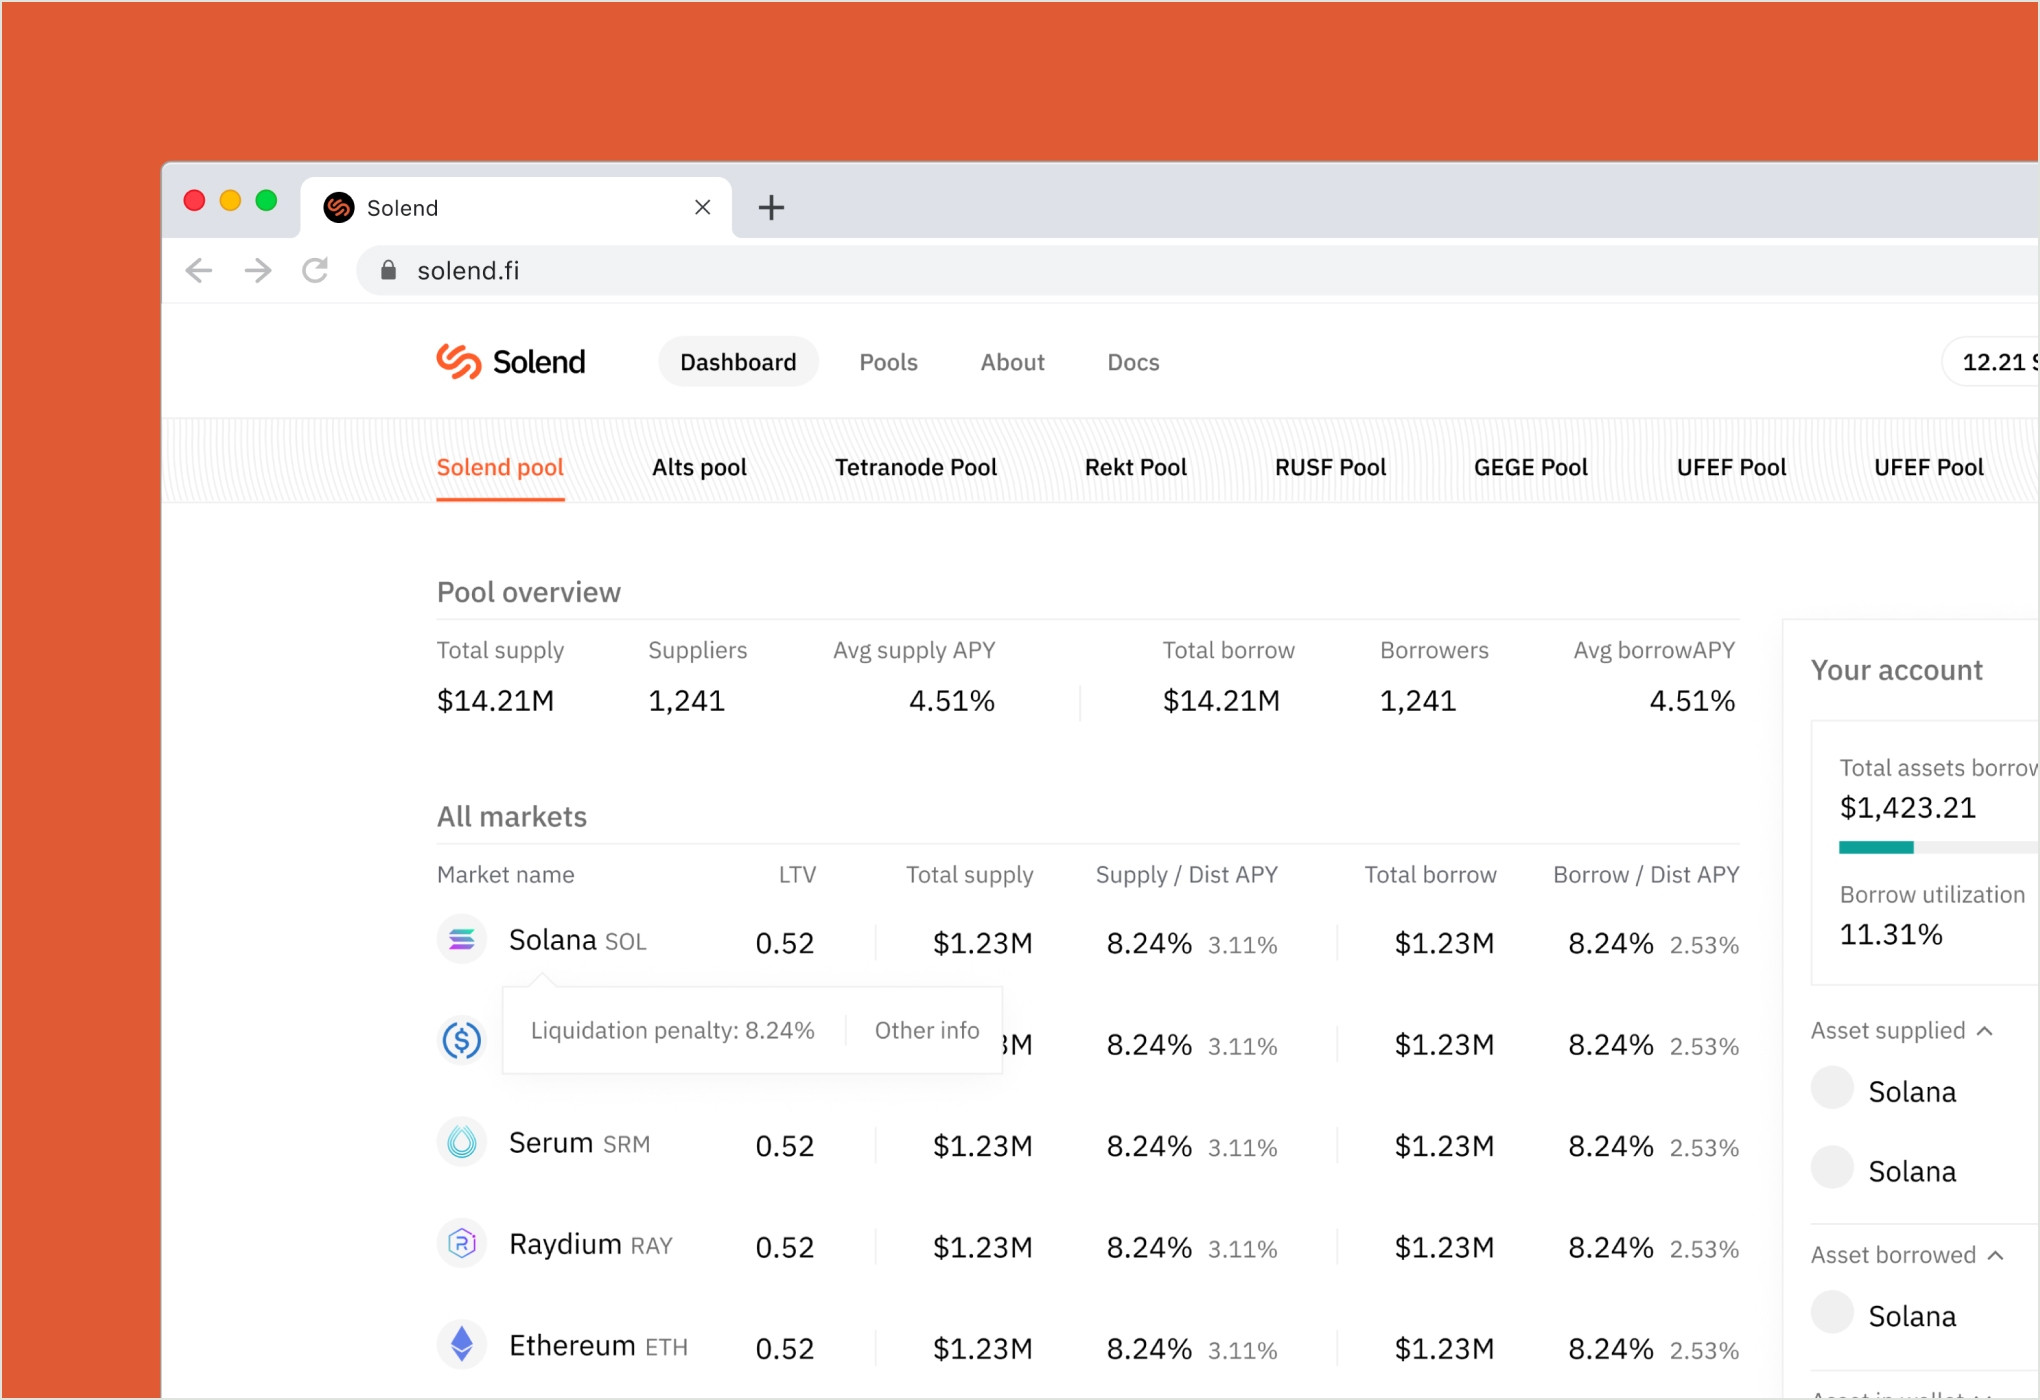 Solend
solend.fi
Solend Dashboard Pools About Docs 12.21
Solend pool Alts pool Tetranode Pool Rekt Pool RUSF Pool GEGE Pool UFEF Pool UFEF Pool
Pool overview
Total supply Suppliers Avg supply APY Total borrow Borrowers Avg borrowAPY
$14.21M 1,241 4.51% $14.21M 1,241 4.51%
All markets
Market name LTV Total supply Supply / Dist APY Total borrow Borrow / Dist APY
Solana SOL 0.52 $1.23M 8.24% 3.11% $1.23M 8.24% 2.53%
Liquidation penalty: 8.24% Other info
M 8.24% 3.11% $1.23M 8.24% 2.53%
Serum SRM 0.52 $1.23M 8.24% 3.11% $1.23M 8.24% 2.53%
Raydium RAY 0.52 $1.23M 8.24% 3.11% $1.23M 8.24% 2.53%
Ethereum ETH 0.52 $1.23M 8.24% 3.11% $1.23M 8.24% 2.53%
Your account
Total assets borrow
$1,423.21
Borrow utilization
11.31%
Asset supplied
Solana
Solana
Asset borrowed
Solana